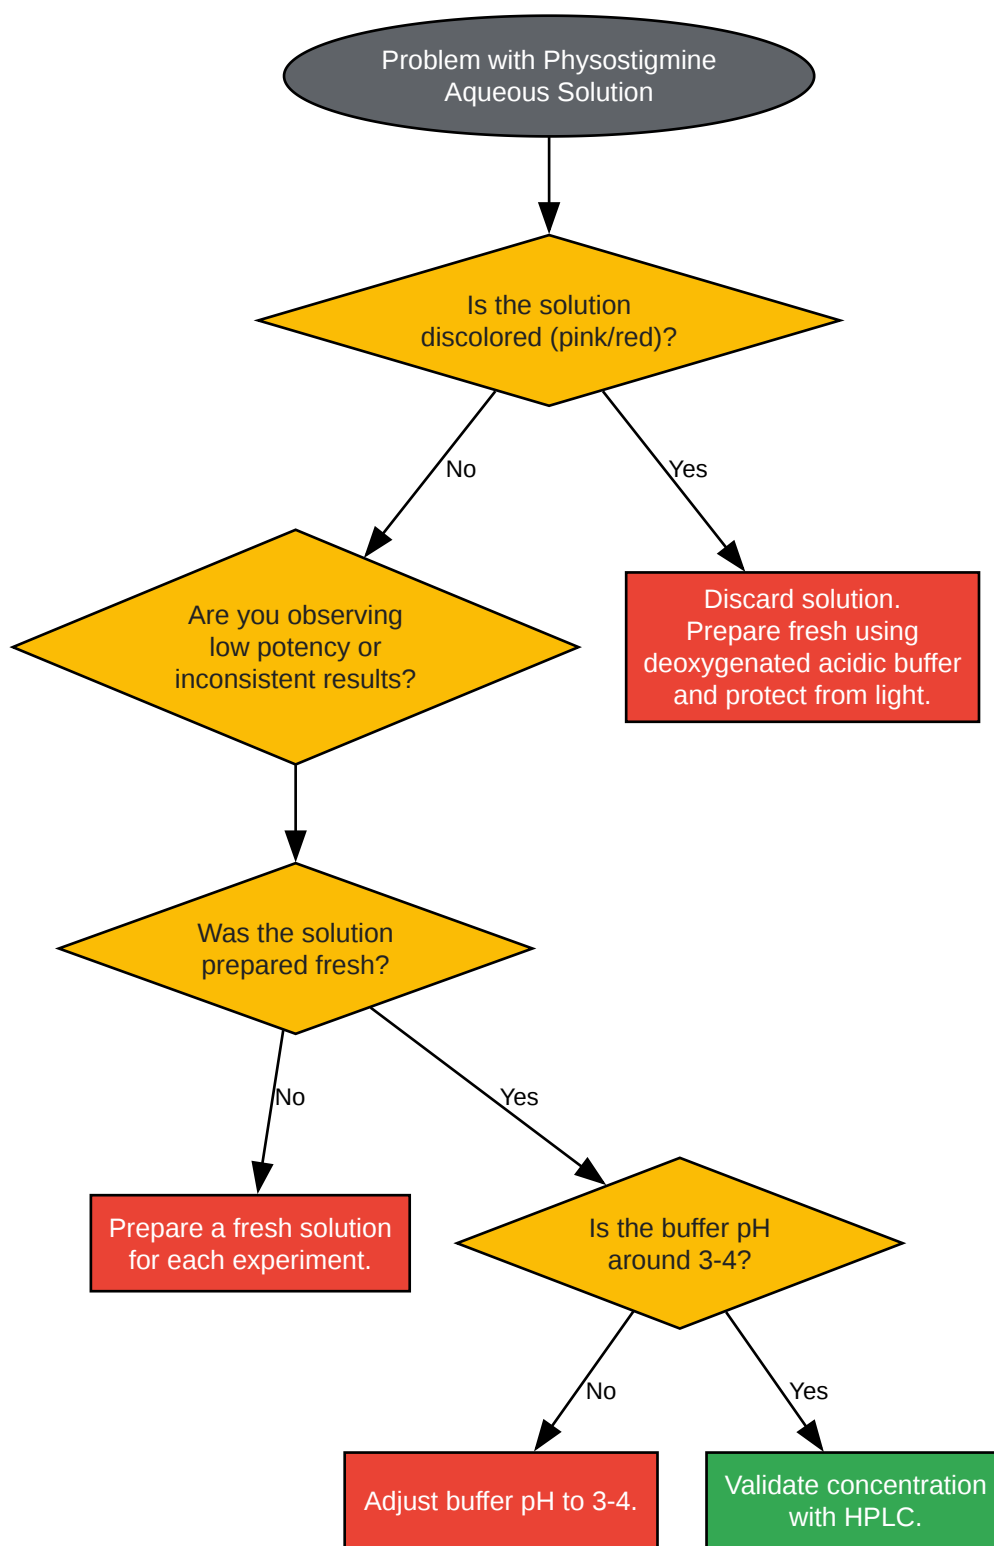 Problem with Physostigmine
Aqueous Solution
Is the solution
discolored (pink/red)?
No
Yes
Are you observing
low potency or
inconsistent results?
Discard solution.
Prepare fresh using
deoxygenated acidic buffer
and protect from light.
Was the solution
prepared fresh?
No
Yes
Prepare a fresh solution
for each experiment.
Is the buffer pH
around 3-4?
No
Yes
Adjust buffer pH to 3-4.
Validate concentration
with HPLC.